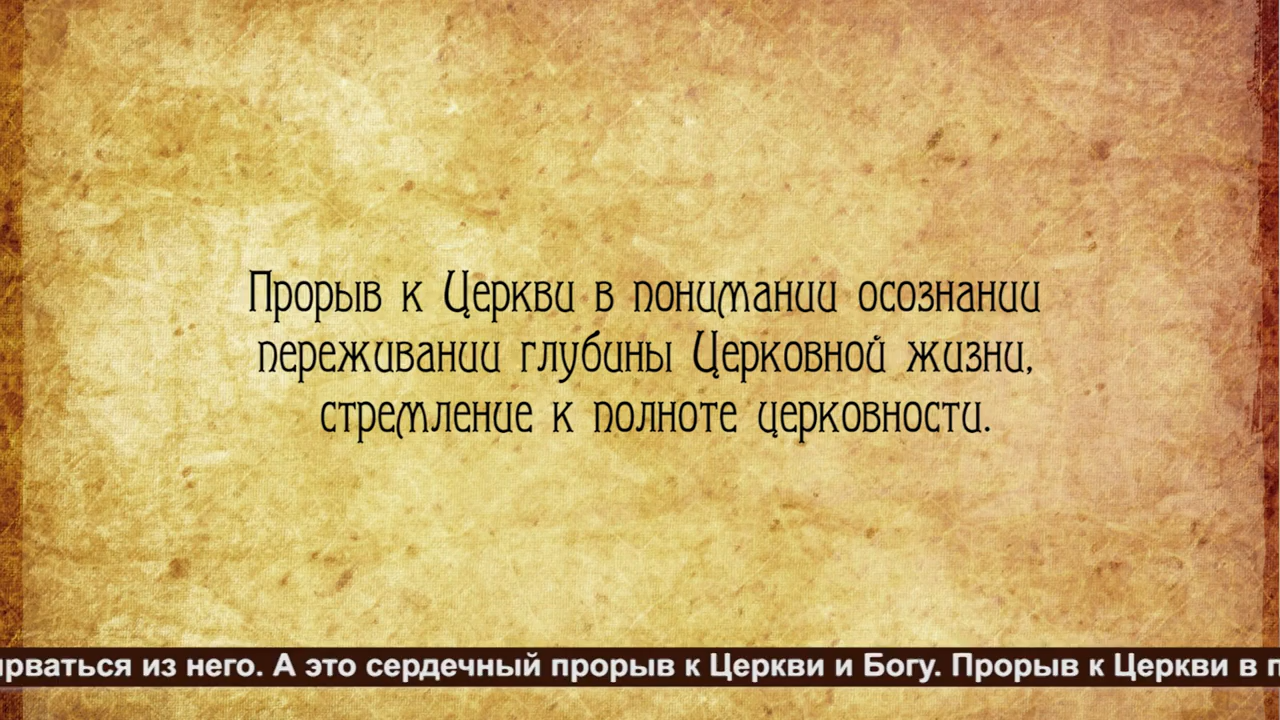 Прорыв к Церкви в понимании осознании
переживании глубины Церковной жизни,
стремление к полноте церковности.
из него. А это сердечный прорыв к Церкви и Богу. Прорыв к Церкви в